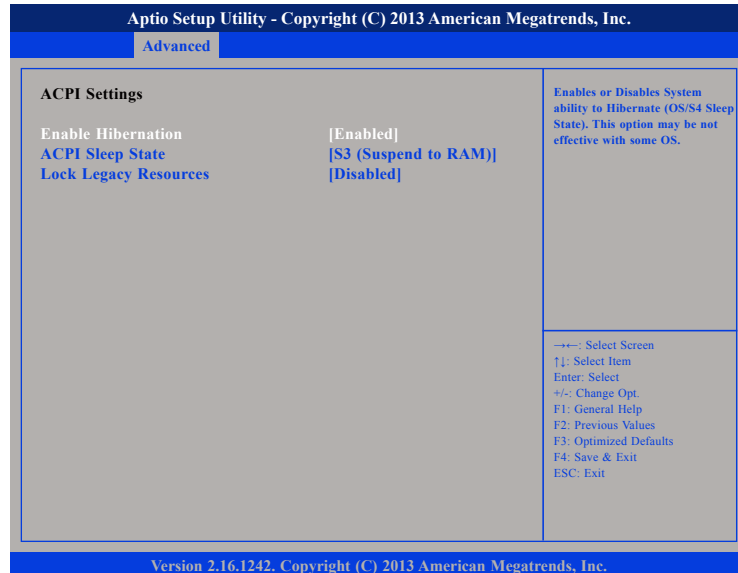 Aptio Setup Utility - Copyright (C) 2013 American Megatrends, Inc.
Advanced
ACPI Settings
Enable Hibernation [Enabled]
ACPI Sleep State [S3 (Suspend to RAM)]
Lock Legacy Resources [Disabled]
Enables or Disables System
ability to Hibernate (OS/S4 Sleep
State). This option may be not
effective with some OS.
→←: Select Screen
↑↓: Select Item
Enter: Select
+/-: Change Opt.
F1: General Help
F2: Previous Values
F3: Optimized Defaults
F4: Save & Exit
ESC: Exit
Version 2.16.1242. Copyright (C) 2013 American Megatrends, Inc.